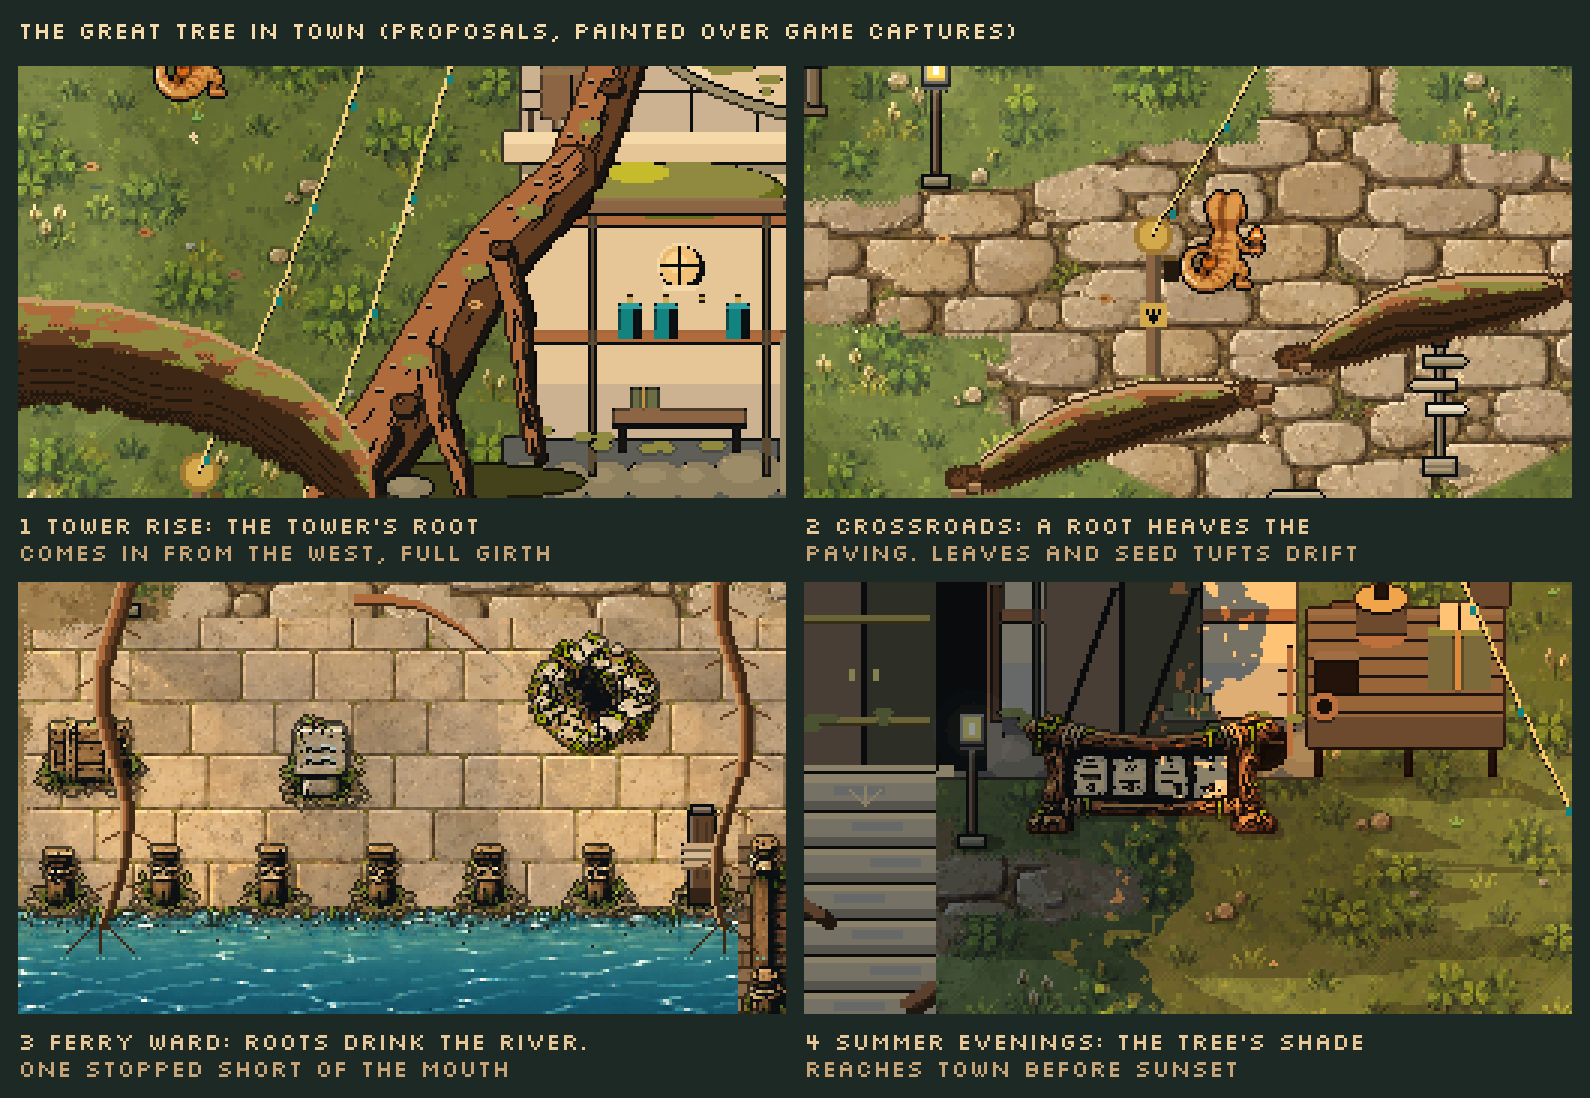 THE GREAT TREE IN TOWN (PROPOSALS, PAINTED OVER GAME CAPTURES)
1 TOWER RISE: THE TOWER'S ROOT
COMES IN FROM THE WEST, FULL GIRTH
2 CROSSROADS: A ROOT HEAVES THE
PAVING. LEAVES AND SEED TUFTS DRIFT
3 FERRY WARD: ROOTS DRINK THE RIVER.
ONE STOPPED SHORT OF THE MOUTH
4 SUMMER EVENINGS: THE TREE'S SHADE
REACHES TOWN BEFORE SUNSET